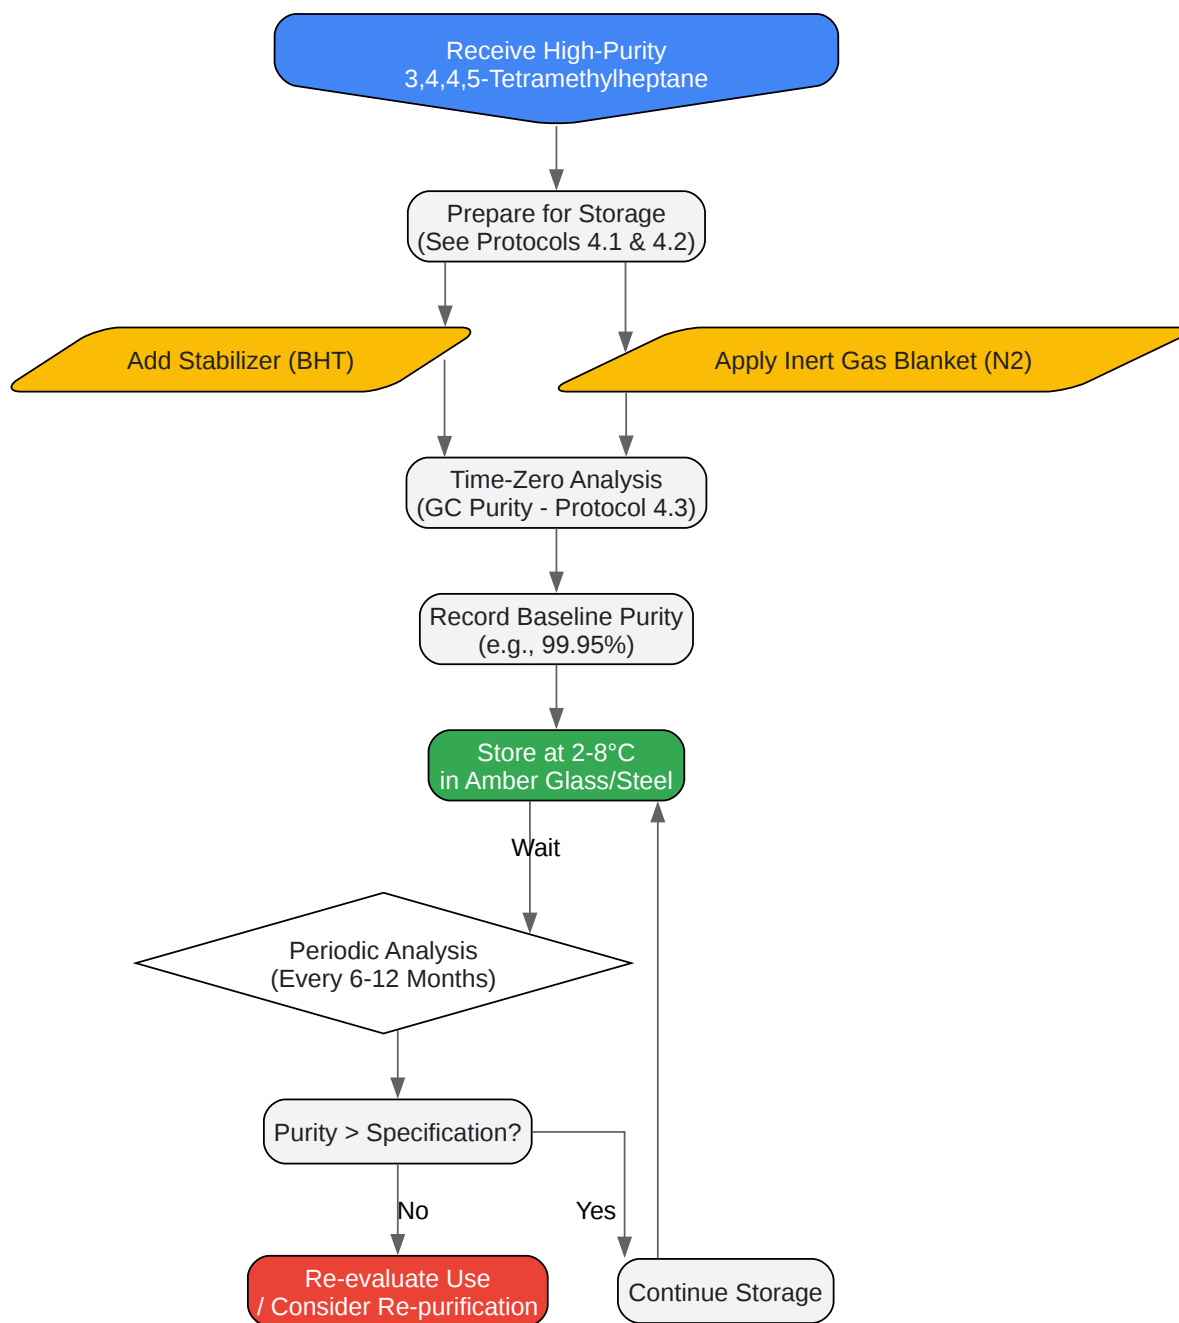 Receive High-Purity
3,4,4,5-Tetramethylheptane
Prepare for Storage
(See Protocols 4.1 & 4.2)
Add Stabilizer (BHT)
Apply Inert Gas Blanket (N2)
Time-Zero Analysis
(GC Purity - Protocol 4.3)
Record Baseline Purity
(e.g., 99.95%)
Store at 2-8°C
in Amber Glass/Steel
Wait
Periodic Analysis
(Every 6-12 Months)
Purity > Specification?
No
Yes
Re-evaluate Use
/ Consider Re-purification
Continue Storage